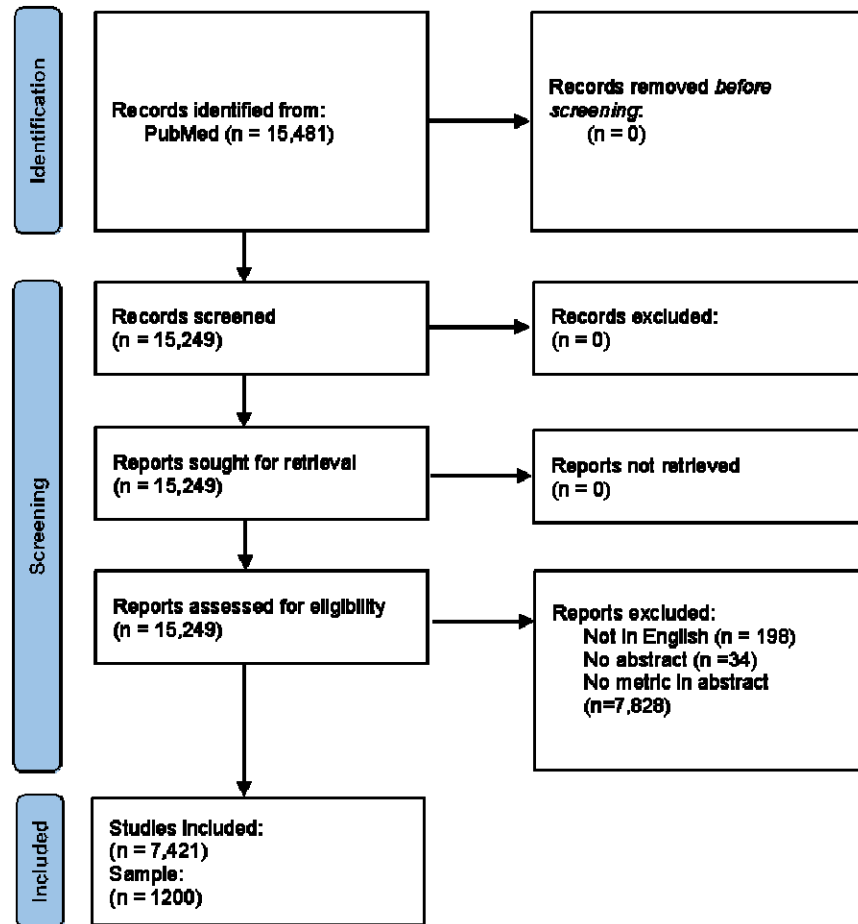 Identification
Records identified from:
PubMed (n = 15,481)
Records removed before
screening:
(n = 0)
Screening
Records screened
(n = 15,249)
Records excluded:
(n = 0)
Reports sought for retrieval
(n = 15,249)
Reports not retrieved
(n = 0)
Reports assessed for eligibility
(n = 15,249)
Reports excluded:
Not in English (n = 198)
No abstract (n =34)
No metric in abstract
(n=7,828)
Included
Studies included:
(n = 7,421)
Sample:
(n = 1200)